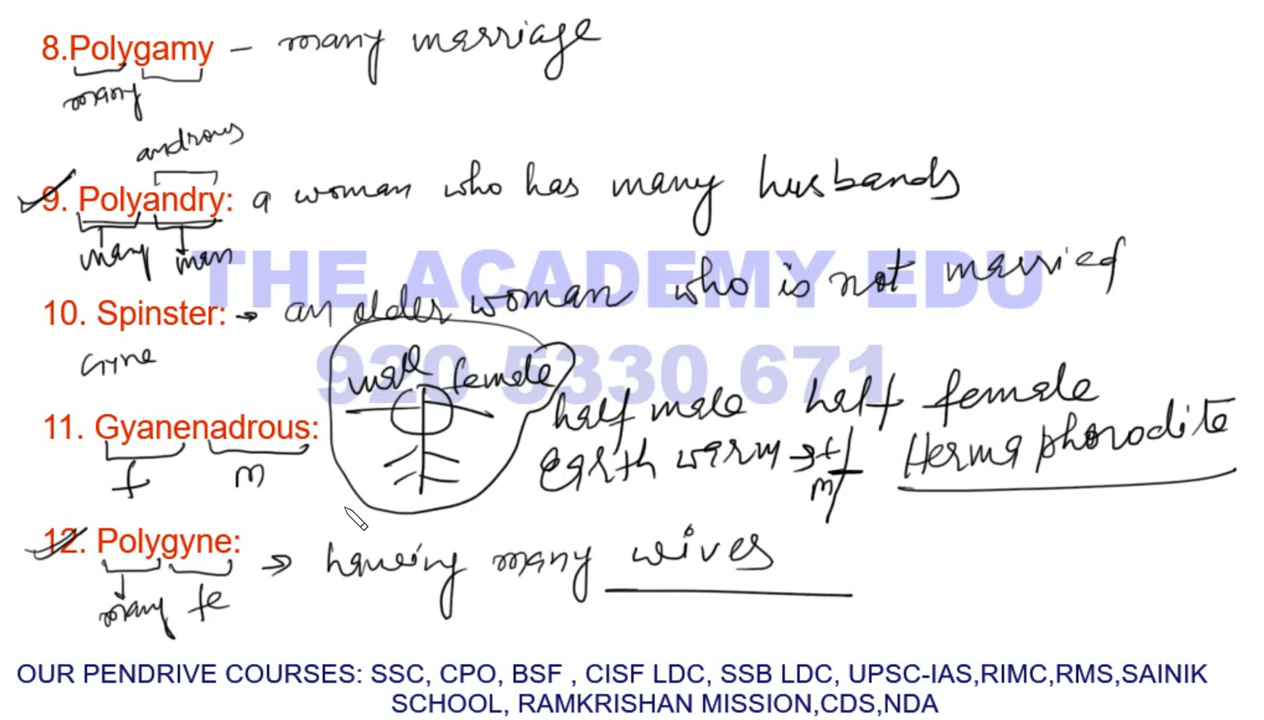 8.Polygamy – many marriage
many
androus
9. Polyandry: a woman who has many husbands
many man
THE ACADEMY EDU
10. Spinster: → an older woman who is not married
Gyne
920 5330 671
male female
11. Gyanenadrous: half male half female
f m
Earth warm → f/m Hermaphorodite
12. Polygyne: → having many wives
many fe
OUR PENDRIVE COURSES: SSC, CPO, BSF , CISF LDC, SSB LDC, UPSC-IAS,RIMC,RMS,SAINIK
SCHOOL, RAMKRISHAN MISSION,CDS,NDA